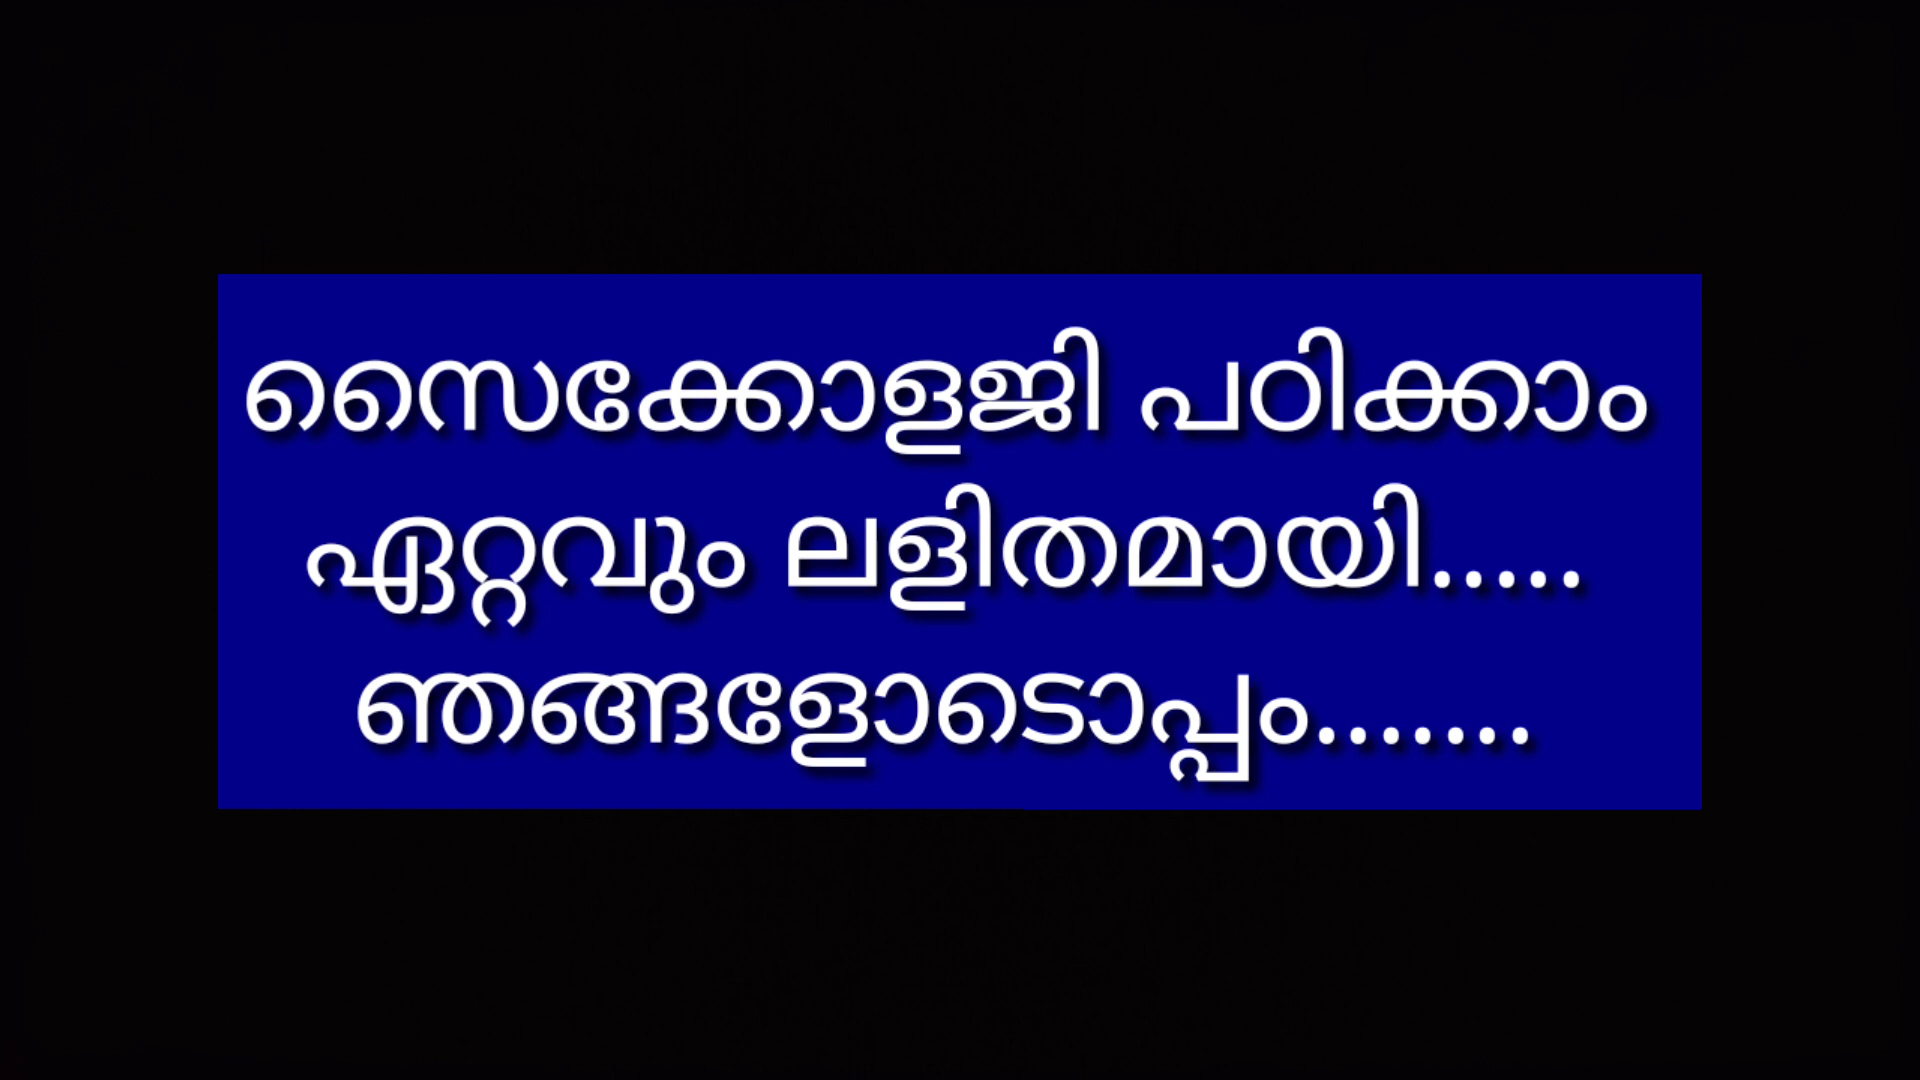 സൈക്കോളജി പഠിക്കാം
ഏറ്റവും ലളിതമായി.....
ഞങ്ങളോടൊപ്പം.......